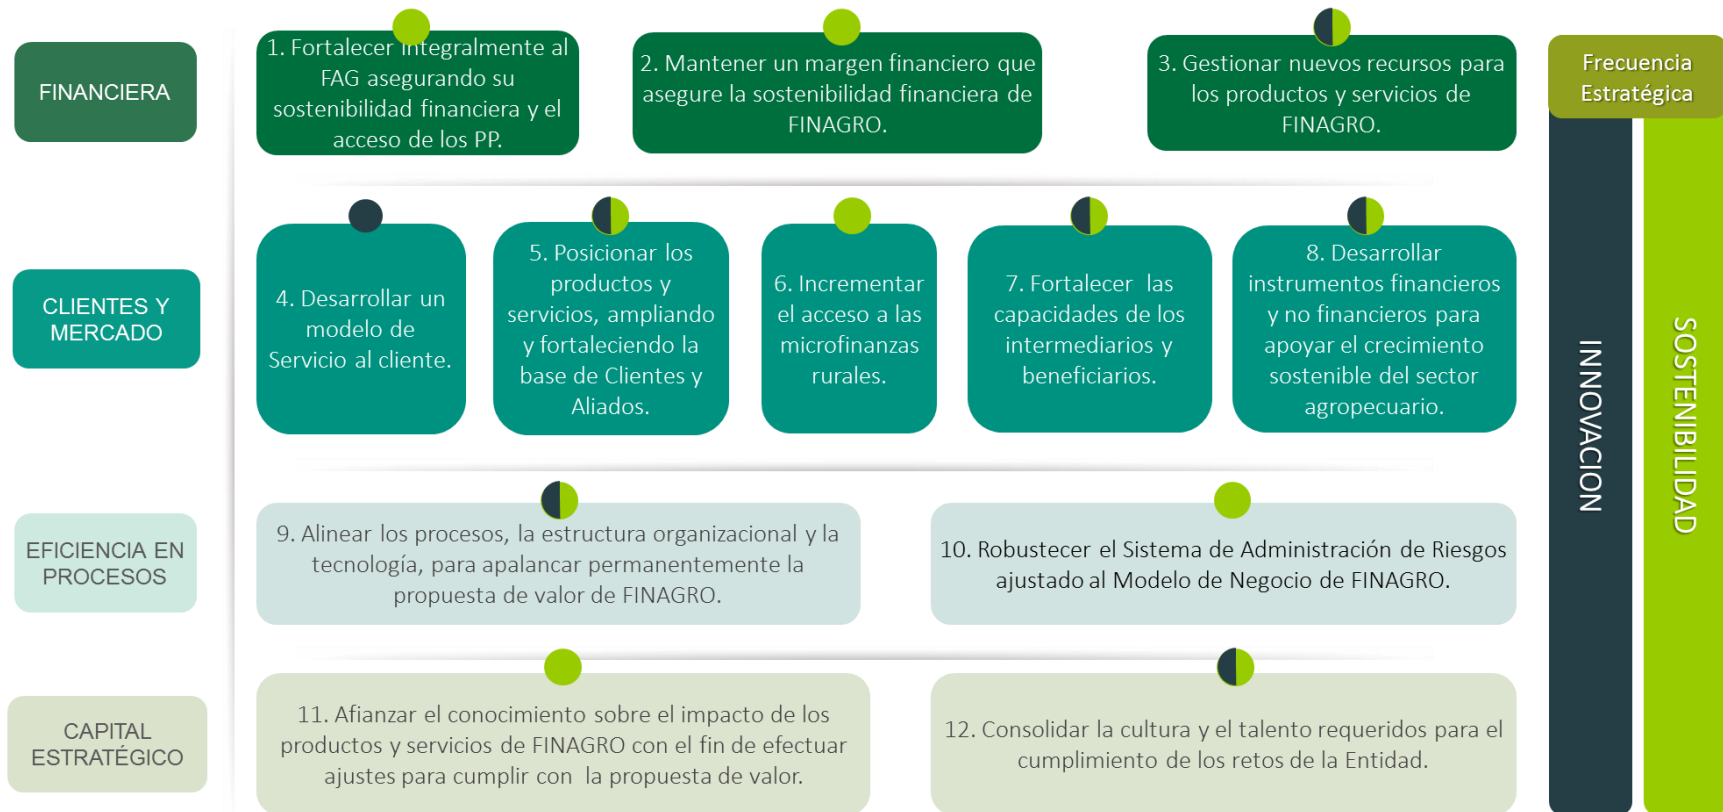 FINANCIERA
1. Fortalecer integralmente al
FAG asegurando su
sostenibilidad financiera y el
acceso de los PP.
2. Mantener un margen financiero que
asegure la sostenibilidad financiera de
FINAGRO.
3. Gestionar nuevos recursos para
los productos y servicios de
FINAGRO.
Frecuencia
Estratégica
CLIENTES Y
MERCADO
4. Desarrollar un
modelo de
Servicio al cliente.
5. Posicionar los
productos y
servicios, ampliando
y fortaleciendo la
base de Clientes y
Aliados.
6. Incrementar
el acceso a las
microfinanzas
rurales.
7. Fortalecer las
capacidades de los
intermediarios y
beneficiarios.
8. Desarrollar
instrumentos financieros
y no financieros para
apoyar el crecimiento
sostenible del sector
agropecuario.
INNOVACION
SOSTENIBILIDAD
EFICIENCIA EN
PROCESOS
9. Alinear los procesos, la estructura organizacional y la
tecnología, para apalancar permanentemente la
propuesta de valor de FINAGRO.
10. Robustecer el Sistema de Administración de Riesgos
ajustado al Modelo de Negocio de FINAGRO.
CAPITAL
ESTRATÉGICO
11. Afianzar el conocimiento sobre el impacto de los
productos y servicios de FINAGRO con el fin de efectuar
ajustes para cumplir con la propuesta de valor.
12. Consolidar la cultura y el talento requeridos para el
cumplimiento de los retos de la Entidad.